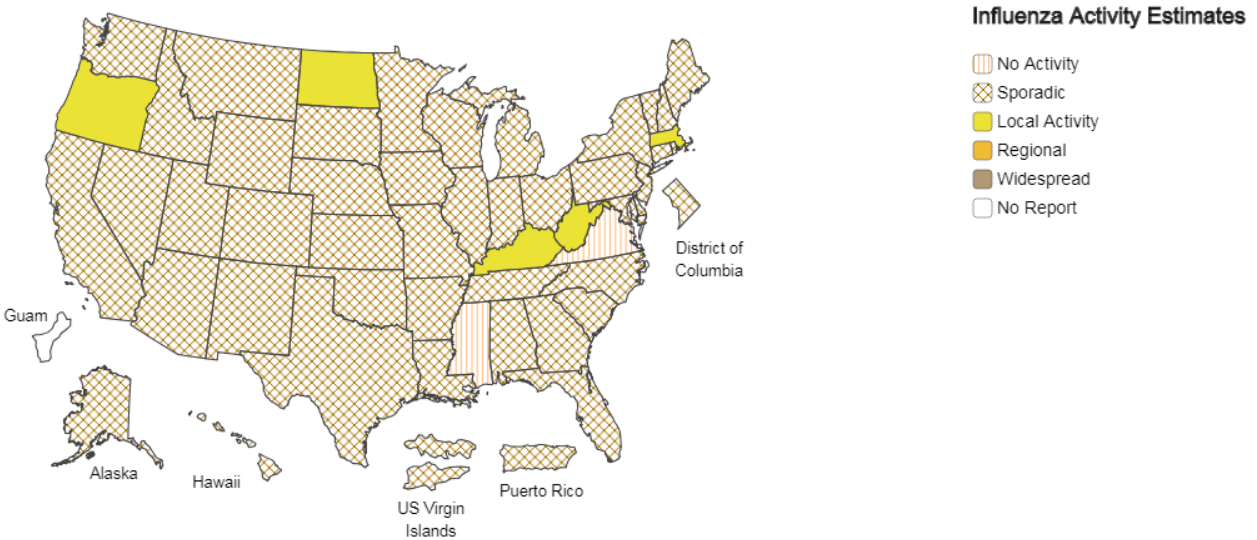 Influenza Activity Estimates
No Activity
Sporadic
Local Activity
Regional
Widespread
No Report
District of
Columbia
Guam
Alaska
Hawaii
US Virgin
Islands
Puerto Rico